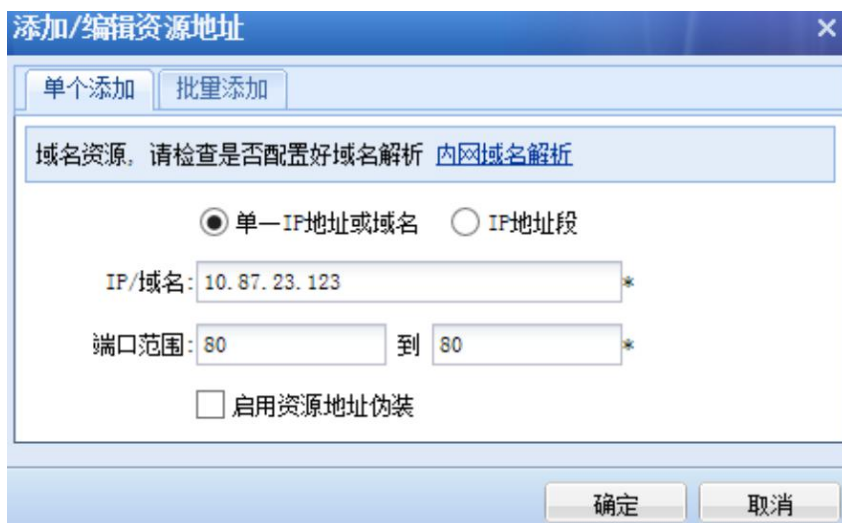 添加/编辑资源地址
单个添加 批量添加
域名资源，请检查是否配置好域名解析 内网域名解析
单一IP地址或域名 IP地址段
IP/域名: 10.87.23.123 *
端口范围: 80 到 80 *
启用资源地址伪装
确定 取消